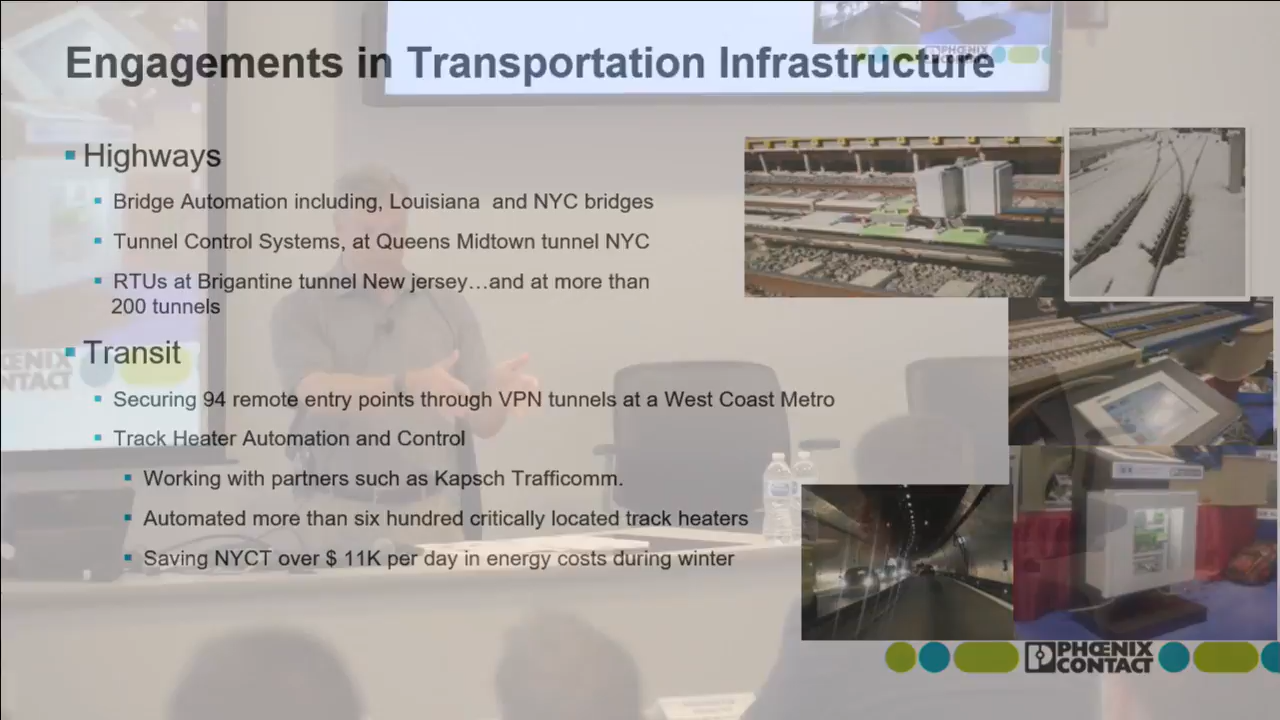 Engagements in Transportation Infrastructure
Highways
Bridge Automation including, Louisiana and NYC bridges
Tunnel Control Systems, at Queens Midtown tunnel NYC
RTUs at Brigantine tunnel New jersey…and at more than
200 tunnels
Transit
Securing 94 remote entry points through VPN tunnels at a West Coast Metro
Track Heater Automation and Control
Working with partners such as Kapsch Trafficomm.
Automated more than six hundred critically located track heaters
Saving NYCT over $ 11K per day in energy costs during winter
PHŒNIX
CONTACT